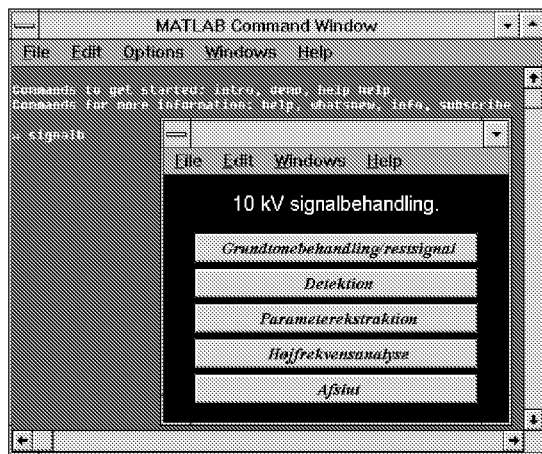 MATLAB Command Window
File Edit Options Windows Help
Commands to get started: intro, demo, help help
Commands for more information: help, whatsnew, info, subscribe
» signalb
File Edit Windows Help
10 kV signalbehandling.
Grundtonebehandling/restsignal
Detektion
Parameterekstraktion
Højfrekvensanalyse
Afslut